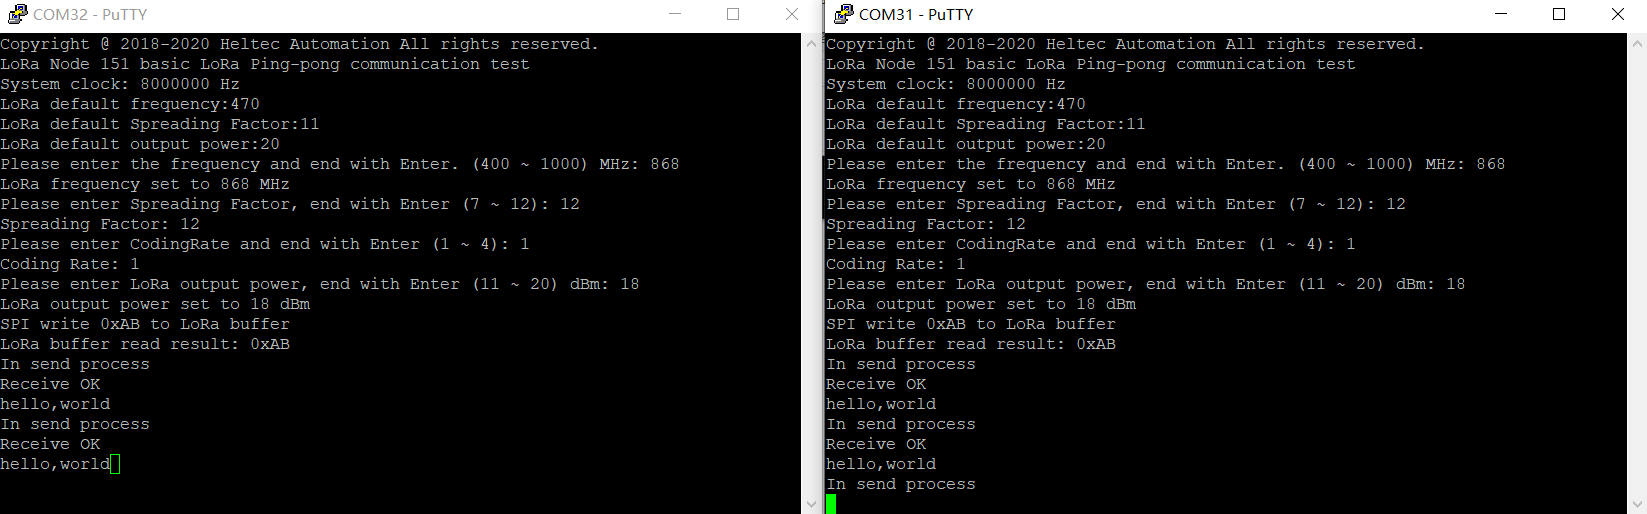 COM32 - PuTTY
Copyright @ 2018-2020 Heltec Automation All rights reserved.
LoRa Node 151 basic LoRa Ping-pong communication test
System clock: 8000000 Hz
LoRa default frequency:470
LoRa default Spreading Factor:11
LoRa default output power:20
Please enter the frequency and end with Enter. (400 ~ 1000) MHz: 868
LoRa frequency set to 868 MHz
Please enter Spreading Factor, end with Enter (7 ~ 12): 12
Spreading Factor: 12
Please enter CodingRate and end with Enter (1 ~ 4): 1
Coding Rate: 1
Please enter LoRa output power, end with Enter (11 ~ 20) dBm: 18
LoRa output power set to 18 dBm
SPI write 0xAB to LoRa buffer
LoRa buffer read result: 0xAB
In send process
Receive OK
hello,world
In send process
Receive OK
hello,world
COM31 - PuTTY
Copyright @ 2018-2020 Heltec Automation All rights reserved.
LoRa Node 151 basic LoRa Ping-pong communication test
System clock: 8000000 Hz
LoRa default frequency:470
LoRa default Spreading Factor:11
LoRa default output power:20
Please enter the frequency and end with Enter. (400 ~ 1000) MHz: 868
LoRa frequency set to 868 MHz
Please enter Spreading Factor, end with Enter (7 ~ 12): 12
Spreading Factor: 12
Please enter CodingRate and end with Enter (1 ~ 4): 1
Coding Rate: 1
Please enter LoRa output power, end with Enter (11 ~ 20) dBm: 18
LoRa output power set to 18 dBm
SPI write 0xAB to LoRa buffer
LoRa buffer read result: 0xAB
In send process
Receive OK
hello,world
In send process
Receive OK
hello,world
In send process